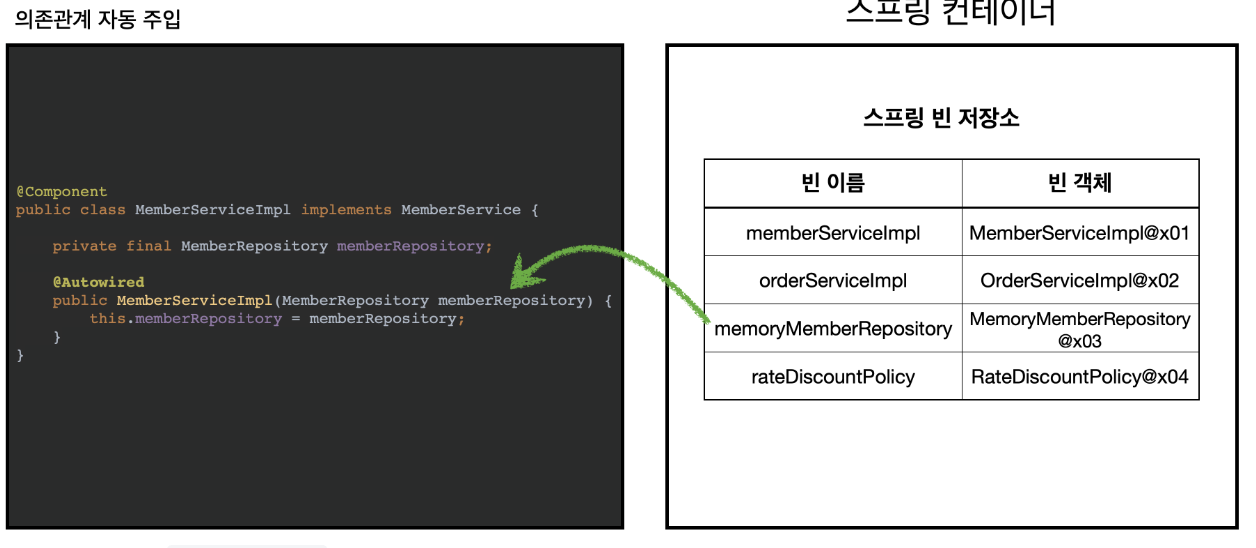 의존관계 자동 주입
스프링 컨테이너
@Component
public class MemberServiceImpl implements MemberService {
private final MemberRepository memberRepository;
@Autowired
public MemberServiceImpl(MemberRepository memberRepository) {
this.memberRepository = memberRepository;
}
}
스프링 빈 저장소
빈 이름 빈 객체
memberServiceImpl MemberServiceImpl@x01
orderServiceImpl OrderServiceImpl@x02
memoryMemberRepository MemoryMemberRepository
@x03
rateDiscountPolicy RateDiscountPolicy@x04